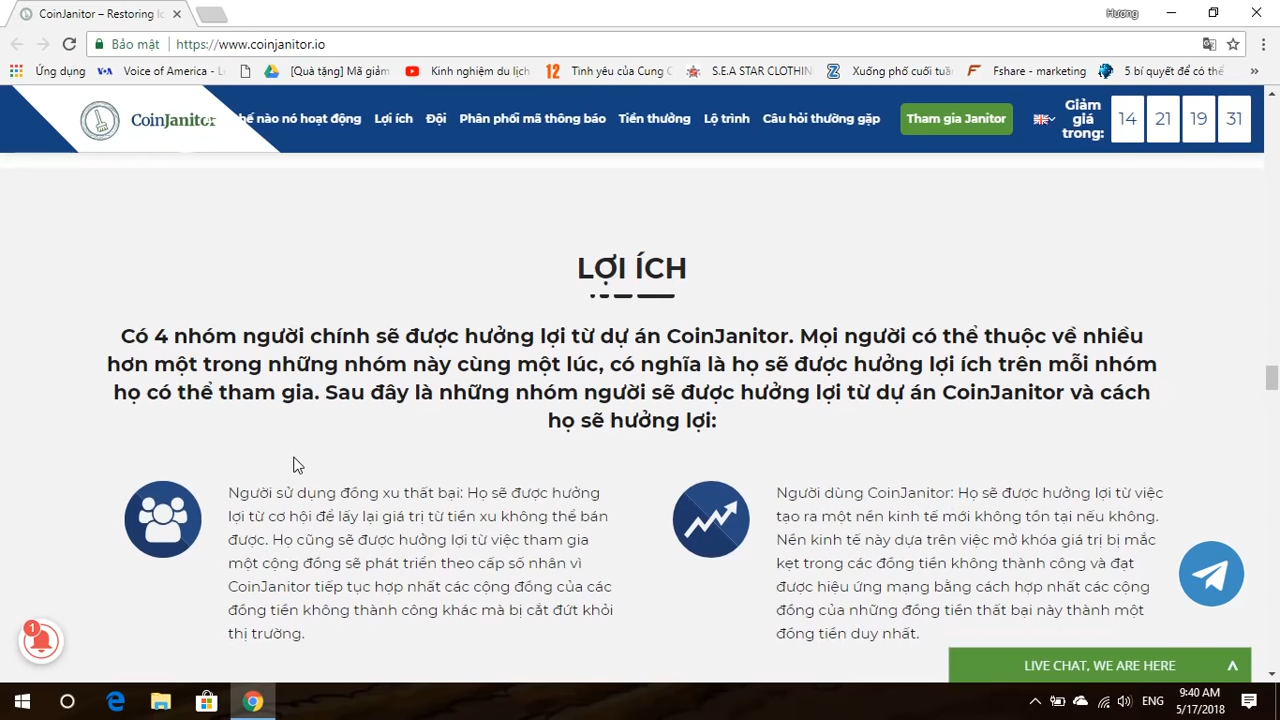 CoinJanitor – Restoring
Hương
Bảo mật
https://www.coinjanitor.io
Ứng dụng
Voice of America - L
[Quà tặng] Mã giảm
Kinh nghiệm du lịch
12
Tình yêu của Cung
S.E.A STAR CLOTHIN
Z
Xuống phố cuối tuần
F
Fshare - marketing
5 bí quyết để có thể
»
CoinJanitor
hế nào nó hoạt động
Lợi ích
Đội
Phân phối mã thông báo
Tiền thưởng
Lộ trình
Câu hỏi thường gặp
Tham gia Janitor
Giảm
giá
trong:
14
21
19
31
LỢI ÍCH
Có 4 nhóm người chính sẽ được hưởng lợi từ dự án CoinJanitor. Mọi người có thể thuộc về nhiều
hơn một trong những nhóm này cùng một lúc, có nghĩa là họ sẽ được hưởng lợi ích trên mỗi nhóm
họ có thể tham gia. Sau đây là những nhóm người sẽ được hưởng lợi từ dự án CoinJanitor và cách
họ sẽ hưởng lợi:
Người sử dụng đồng xu thất bại: Họ sẽ được hưởng
lợi từ cơ hội để lấy lại giá trị từ tiền xu không thể bán
được. Họ cũng sẽ được hưởng lợi từ việc tham gia
một cộng đồng sẽ phát triển theo cấp số nhân vì
CoinJanitor tiếp tục hợp nhất các cộng đồng của các
đồng tiền không thành công khác mà bị cắt đứt khỏi
thị trường.
Người dùng CoinJanitor: Họ sẽ được hưởng lợi từ việc
tạo ra một nền kinh tế mới không tồn tại nếu không.
Nền kinh tế này dựa trên việc mở khóa giá trị bị mắc
kẹt trong các đồng tiền không thành công và đạt
được hiệu ứng mạng bằng cách hợp nhất các cộng
đồng của những đồng tiền thất bại này thành một
đồng tiền duy nhất.
1
LIVE CHAT, WE ARE HERE
ENG
9:40 AM
5/17/2018